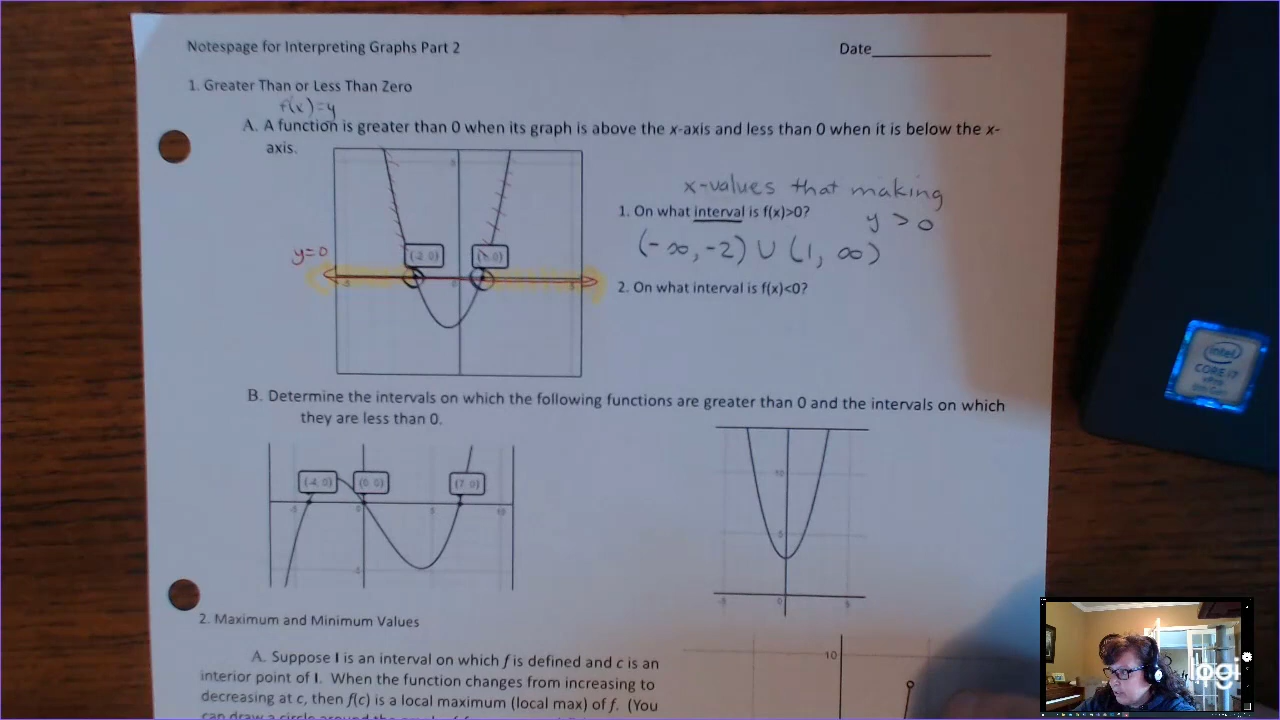 Notespage for Interpreting Graphs Part 2
Date
1. Greater Than or Less Than Zero
f(x)=y
A. A function is greater than 0 when its graph is above the x-axis and less than 0 when it is below the x-
axis.
x-values that making
1. On what interval is f(x)>0?
y > 0
(-∞, -2) ∪ (1, ∞)
y=0
(-2, 0)
2. On what interval is f(x)<0?
B. Determine the intervals on which the following functions are greater than 0 and the intervals on which
they are less than 0.
(-4, 0) (0, 0) (7, 0)
2. Maximum and Minimum Values
A. Suppose I is an interval on which f is defined and c is an
interior point of I. When the function changes from increasing to
decreasing at c, then f(c) is a local maximum (local max) of f. (You
10
intel
CORE i7
logi